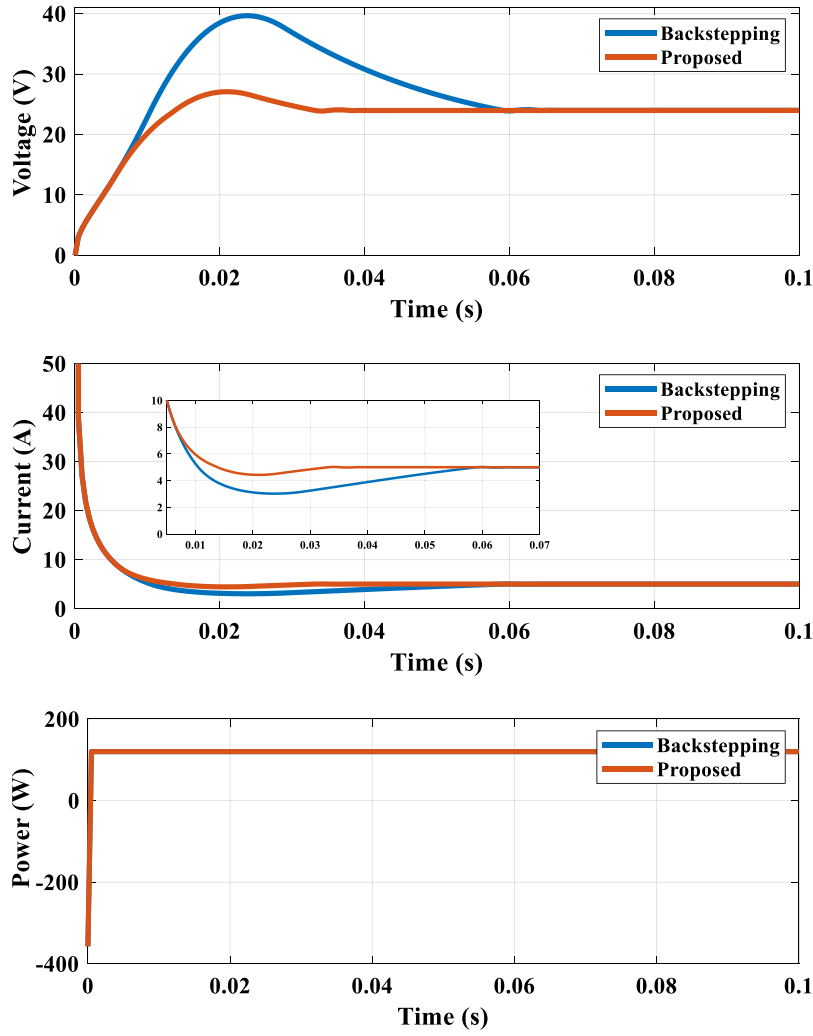 40
30
20
10
0
Voltage (V)
Backstepping
Proposed
0 0.02 0.04 0.06 0.08 0.1
Time (s)
50
40
30
20
10
0
Current (A)
Backstepping
Proposed
10
8
6
4
2
0
0.01 0.02 0.03 0.04 0.05 0.06 0.07
0 0.02 0.04 0.06 0.08 0.1
Time (s)
200
0
-200
-400
Power (W)
Backstepping
Proposed
0 0.02 0.04 0.06 0.08 0.1
Time (s)